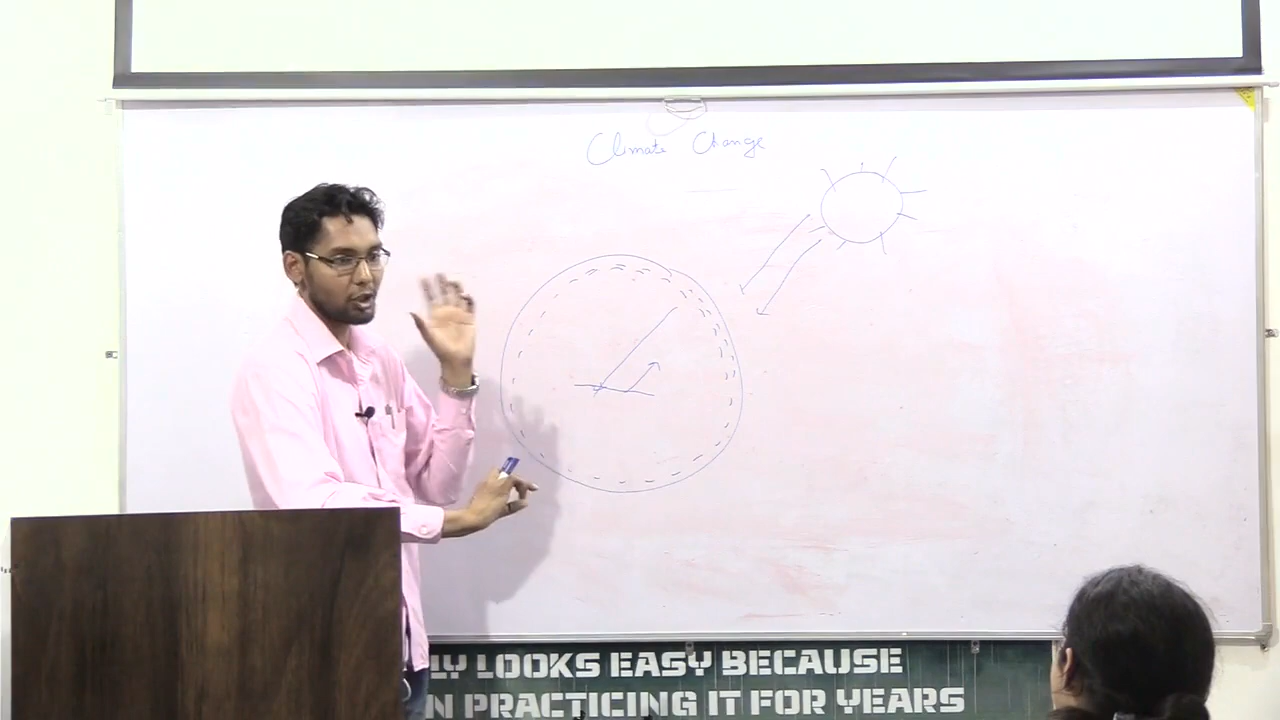 Climate Change
LY LOOKS EASY BECAUSE
N PRACTICING IT FOR YEARS